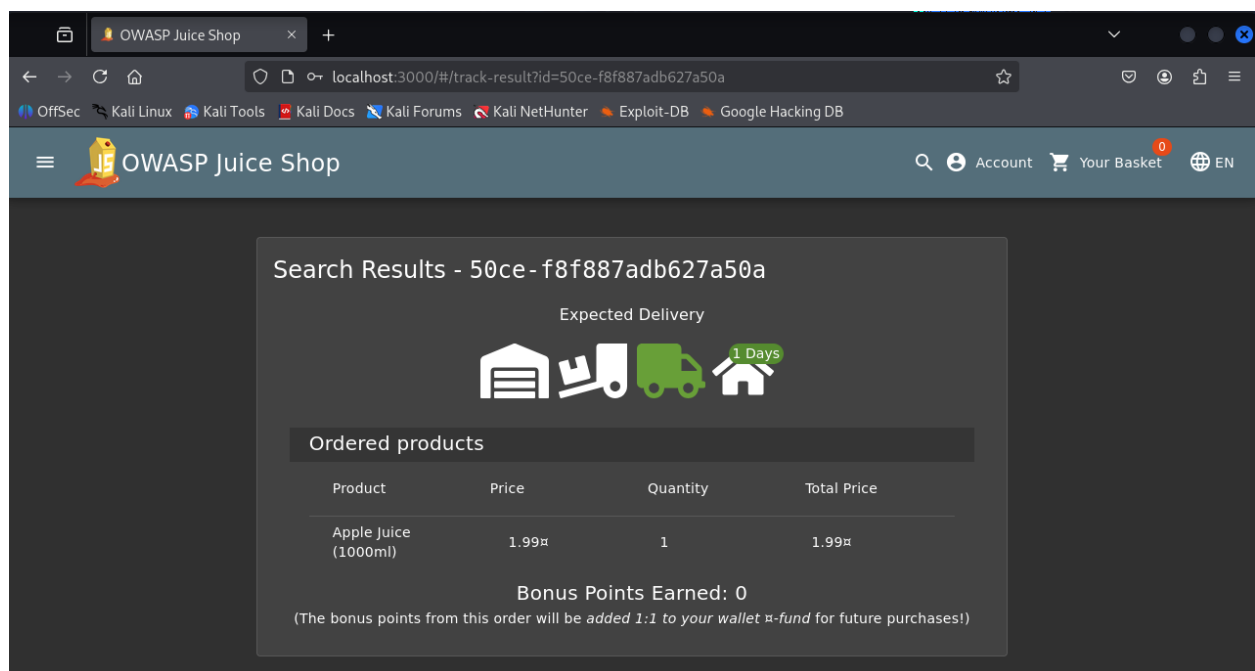 OWASP Juice Shop
localhost:3000/#/track-result?id=50ce-f8f887adb627a50a
OffSec Kali Linux Kali Tools Kali Docs Kali Forums Kali NetHunter Exploit-DB Google Hacking DB
JS OWASP Juice Shop Account Your Basket 0 EN
Search Results - 50ce-f8f887adb627a50a
Expected Delivery
1 Days
Ordered products
Product Price Quantity Total Price
Apple Juice
(1000ml) 1.99¤ 1 1.99¤
Bonus Points Earned: 0
(The bonus points from this order will be added 1:1 to your wallet ¤-fund for future purchases!)